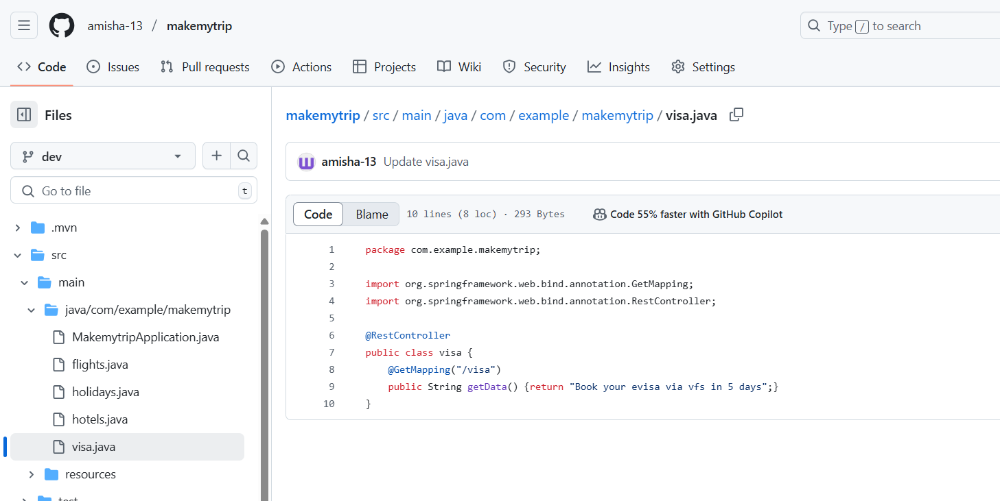 amisha-13 / makemytrip
Type / to search
Code Issues Pull requests Actions Projects Wiki Security Insights Settings
Files
dev
Go to file t
.mvn
src
main
java/com/example/makemytrip
MakemytripApplication.java
flights.java
holidays.java
hotels.java
visa.java
resources
test
makemytrip / src / main / java / com / example / makemytrip / visa.java
amisha-13 Update visa.java
Code Blame 10 lines (8 loc) · 293 Bytes Code 55% faster with GitHub Copilot
1 package com.example.makemytrip;
2
3 import org.springframework.web.bind.annotation.GetMapping;
4 import org.springframework.web.bind.annotation.RestController;
5
6 @RestController
7 public class visa {
8 @GetMapping("/visa")
9 public String getData() {return "Book your evisa via vfs in 5 days";}
10 }